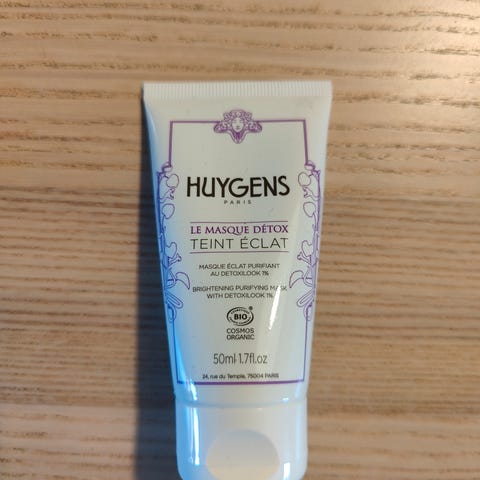 HUYGENS
PARIS
LE MASQUE DÉTOX
TEINT ÉCLAT
MASQUE ÉCLAT PURIFIANT
AU DETOXILOOK 1%
BRIGHTENING PURIFYING MASK
WITH DETOXILOOK 1%
BIO
COSMOS
ORGANIC
50ml 1.7fl.oz
24, rue du Temple, 75004 PARIS